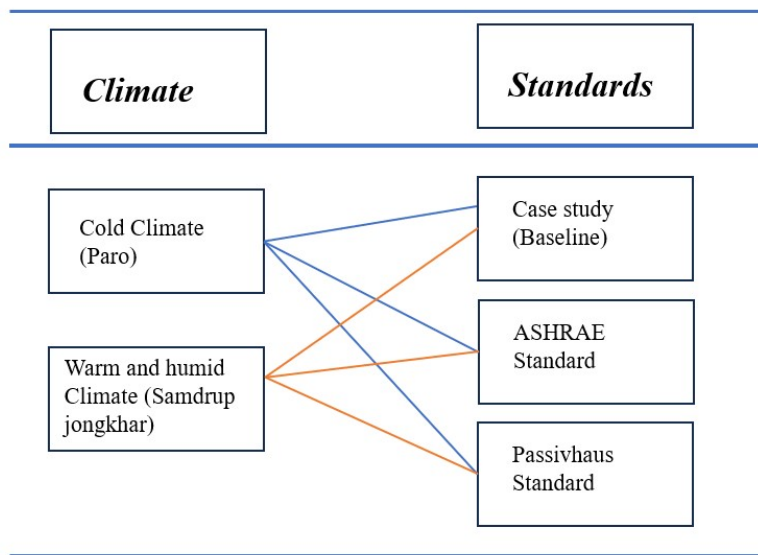 Climate
Standards
Cold Climate
(Paro)
Warm and humid
Climate (Samdrup
jongkhar)
Case study
(Baseline)
ASHRAE
Standard
Passivhaus
Standard